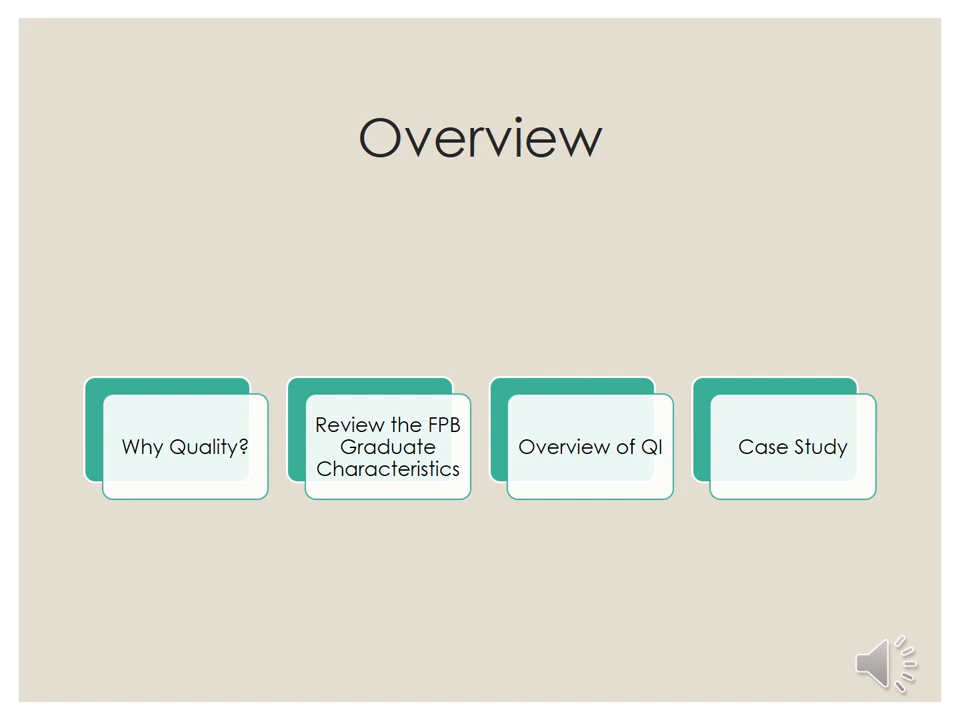 Overview
Why Quality?
Review the FPB
Graduate
Characteristics
Overview of QI
Case Study